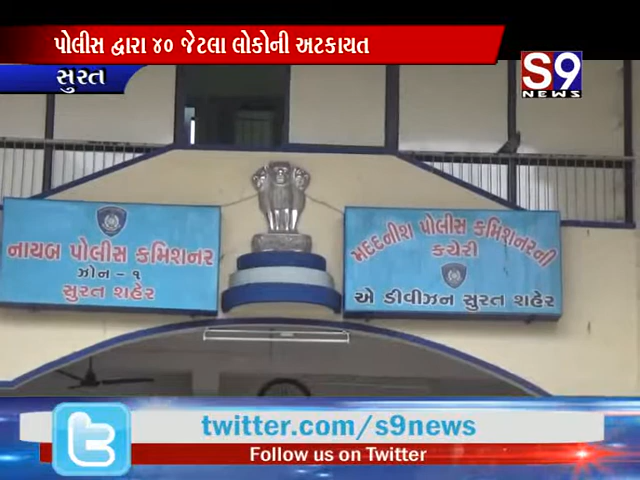 પોલીસ દ્વારા ૪૦ જેટલા લોકોની અટકાયત
સુરત
S9
NEWS
નાયબ પોલીસ કમિશનર
ઝોન - ૧
સુરત શહેર
મદદનીશ પોલીસ કમિશનરની
કચેરી
એ ડીવીઝન સુરત શહેર
twitter.com/s9news
Follow us on Twitter